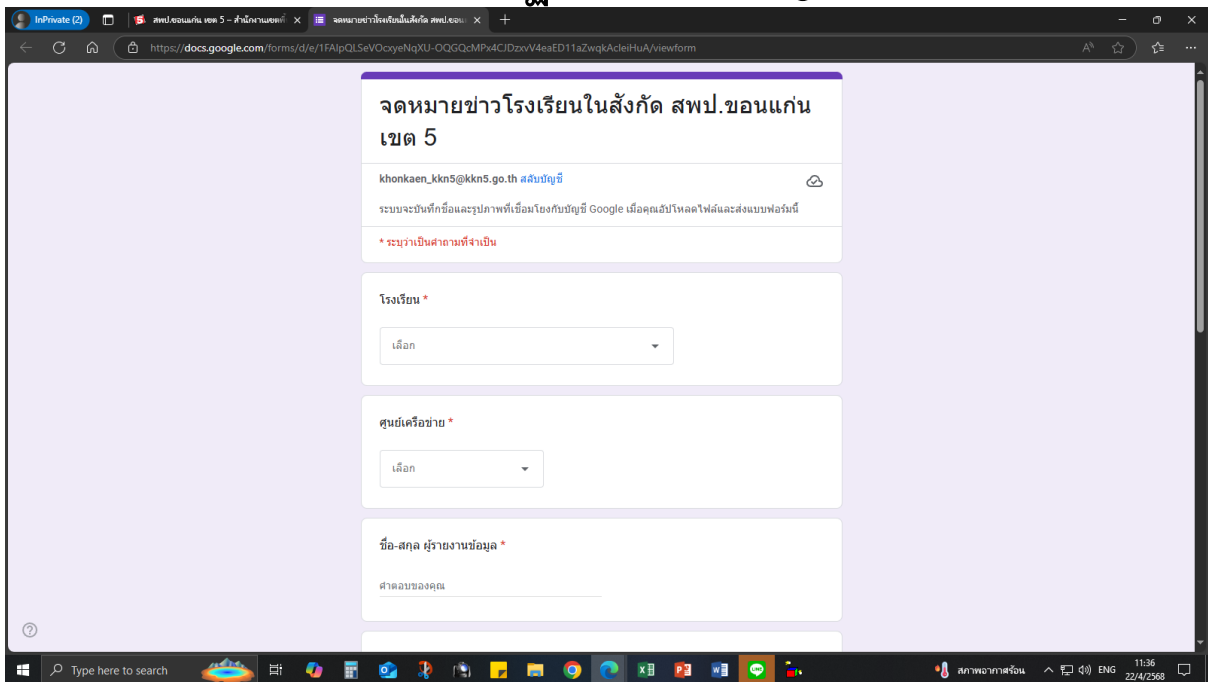 InPrivate (2)
สพป.ขอนแก่น เขต 5 – สำนักงานเขตพื้
จดหมายข่าวโรงเรียนในสังกัด สพป.ขอน
https://docs.google.com/forms/d/e/1FAIpQLSeVOcxyeNqXU-OQGQcMPx4CJDzxvV4eaED11aZwqkAcleiHuA/viewform
จดหมายข่าวโรงเรียนในสังกัด สพป.ขอนแก่น
เขต 5
khonkaen_kkn5@kkn5.go.th สลับบัญชี
ระบบจะบันทึกชื่อและรูปภาพที่เชื่อมโยงกับบัญชี Google เมื่อคุณอัปโหลดไฟล์และส่งแบบฟอร์มนี้
* ระบุว่าเป็นคำถามที่จำเป็น
โรงเรียน *
เลือก
ศูนย์เครือข่าย *
เลือก
ชื่อ-สกุล ผู้รายงานข้อมูล *
คำตอบของคุณ
Type here to search
สภาพอากาศร้อน
ENG
11:36
22/4/2568